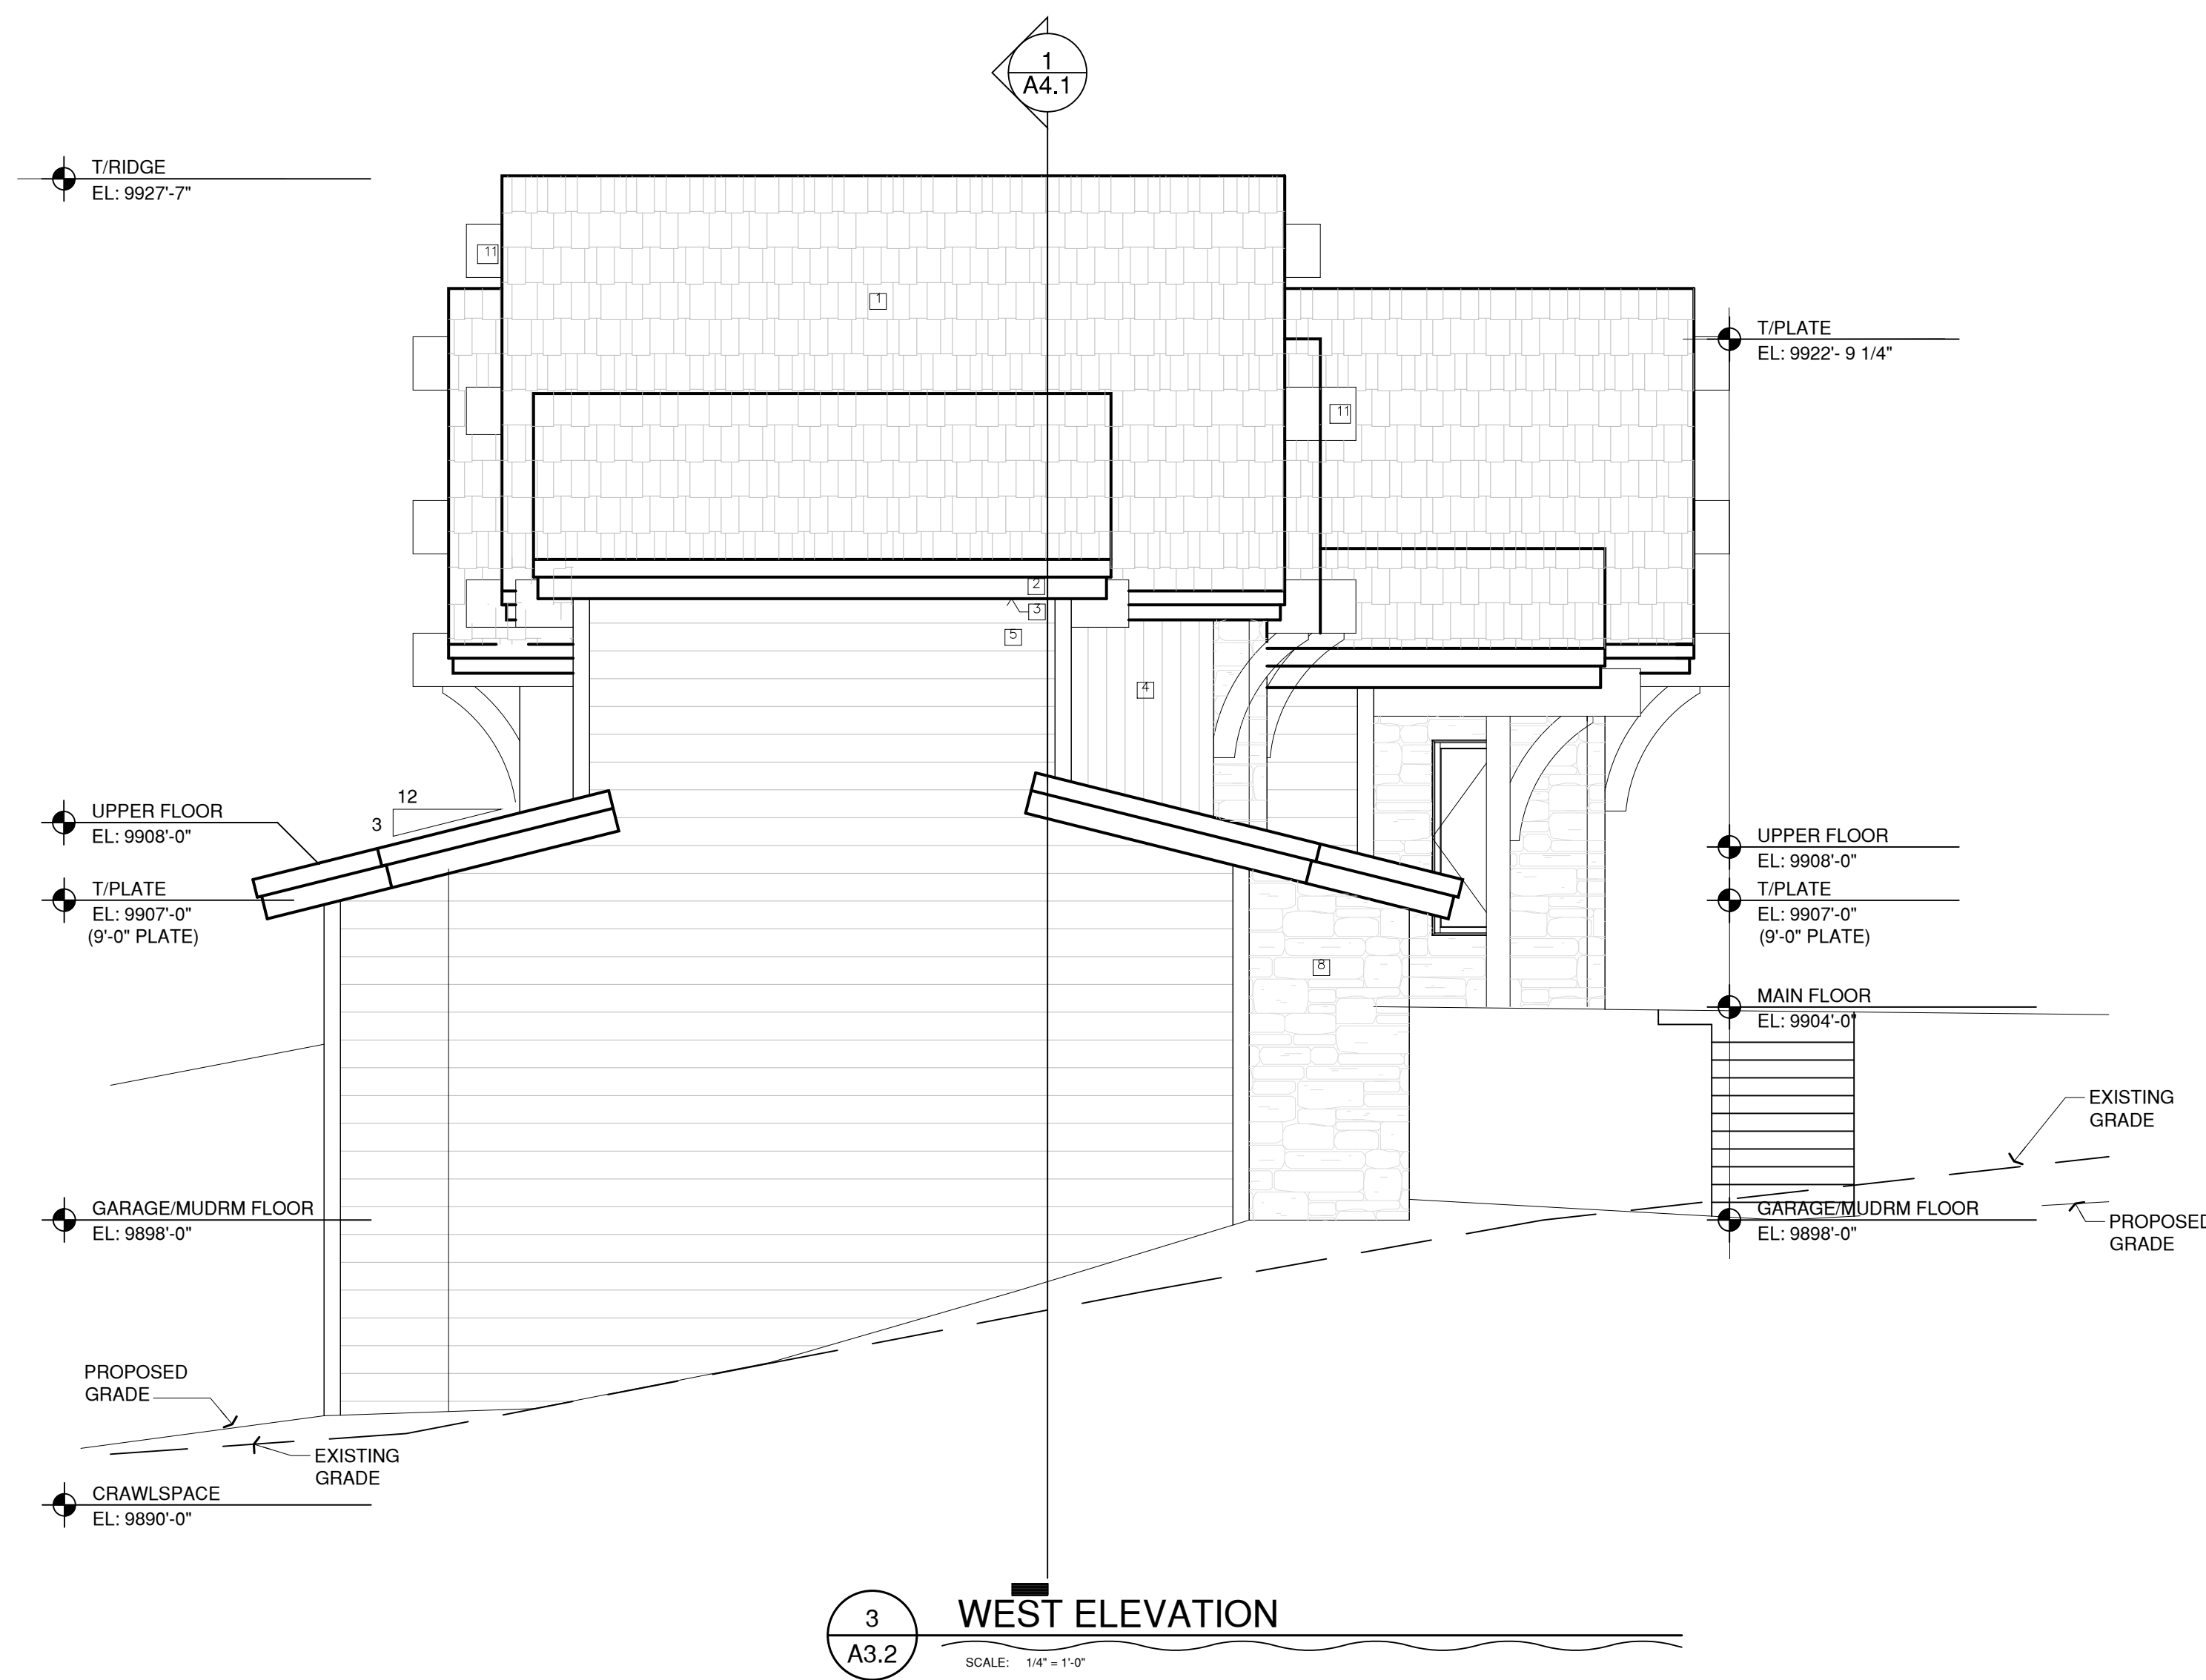 1
A4.1
T/RIDGE
EL: 9927'-7"
11
1
T/PLATE
EL: 9922'- 9 1/4"
11
2
3
5
4
12
3
UPPER FLOOR
EL: 9908'-0"
T/PLATE
EL: 9907'-0"
(9'-0" PLATE)
UPPER FLOOR
EL: 9908'-0"
T/PLATE
EL: 9907'-0"
(9'-0" PLATE)
8
MAIN FLOOR
EL: 9904'-0"
EXISTING
GRADE
GARAGE/MUDRM FLOOR
EL: 9898'-0"
GARAGE/MUDRM FLOOR
EL: 9898'-0"
PROPOSED
GRADE
PROPOSED
GRADE
EXISTING
GRADE
CRAWLSPACE
EL: 9890'-0"
3
A3.2
WEST ELEVATION
SCALE: 1/4" = 1'-0"